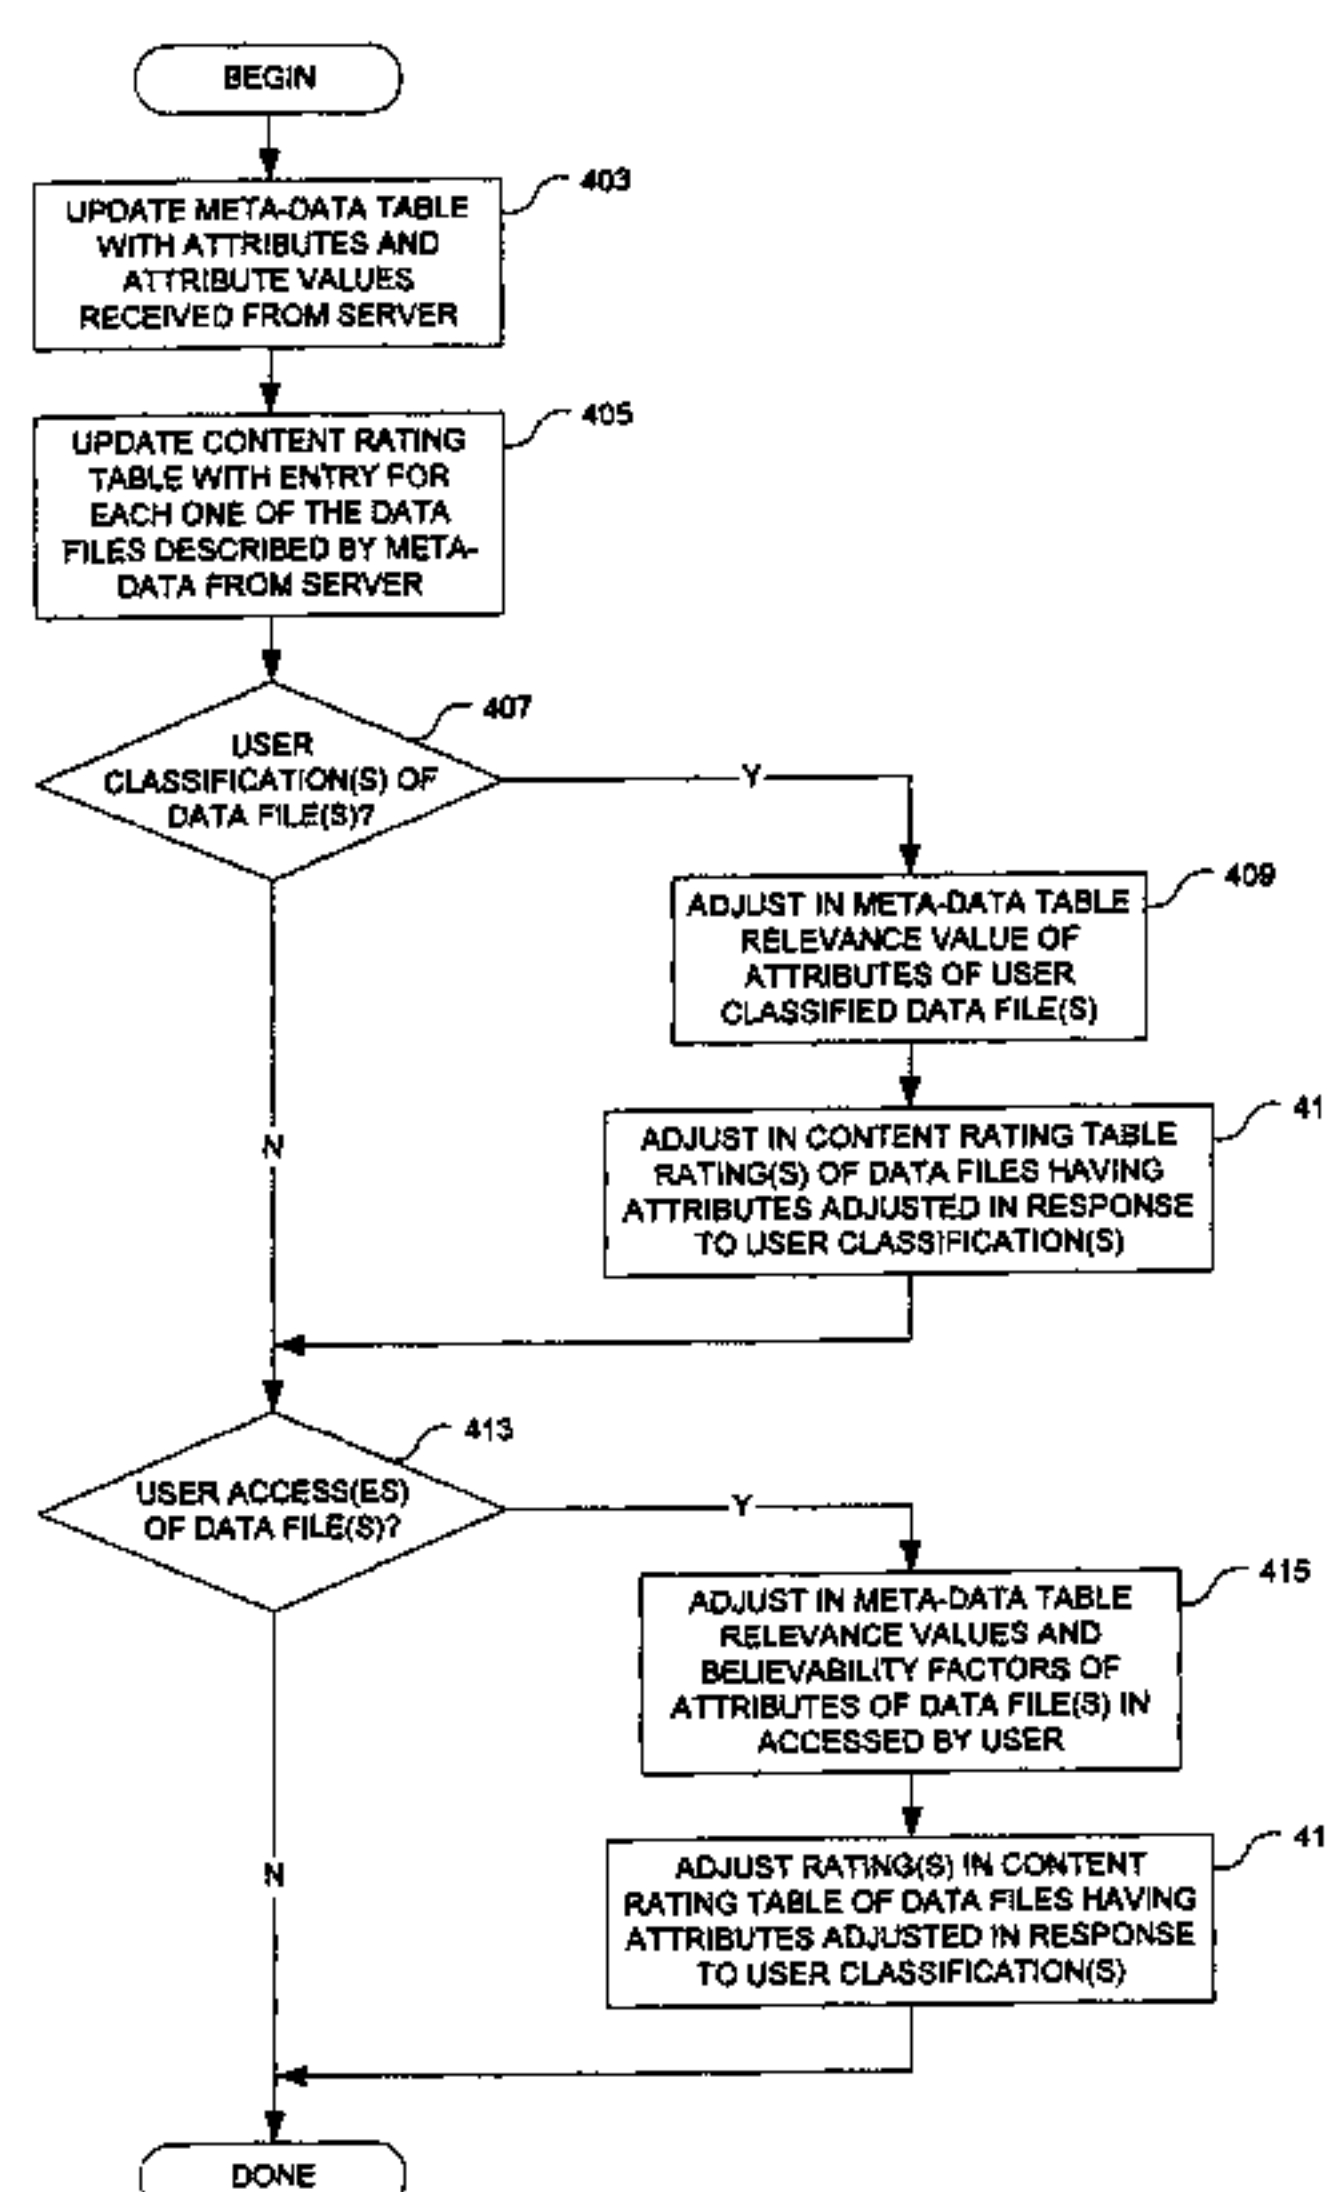 BEGIN
403
UPDATE META-DATA TABLE
WITH ATTRIBUTES AND
ATTRIBUTE VALUES
RECEIVED FROM SERVER
405
UPDATE CONTENT RATING
TABLE WITH ENTRY FOR
EACH ONE OF THE DATA
FILES DESCRIBED BY META-
DATA FROM SERVER
407
USER
CLASSIFICATION(S) OF
DATA FILE(S)?
Y
409
ADJUST IN META-DATA TABLE
RELEVANCE VALUE OF
ATTRIBUTES OF USER
CLASSIFIED DATA FILE(S)
41
ADJUST IN CONTENT RATING TABLE
RATING(S) OF DATA FILES HAVING
ATTRIBUTES ADJUSTED IN RESPONSE
TO USER CLASSIFICATION(S)
N
413
USER ACCESS(ES)
OF DATA FILE(S)?
Y
415
ADJUST IN META-DATA TABLE
RELEVANCE VALUES AND
BELIEVABILITY FACTORS OF
ATTRIBUTES OF DATA FILE(S) IN
ACCESSED BY USER
41
ADJUST RATING(S) IN CONTENT
RATING TABLE OF DATA FILES HAVING
ATTRIBUTES ADJUSTED IN RESPONSE
TO USER CLASSIFICATION(S)
N
DONE